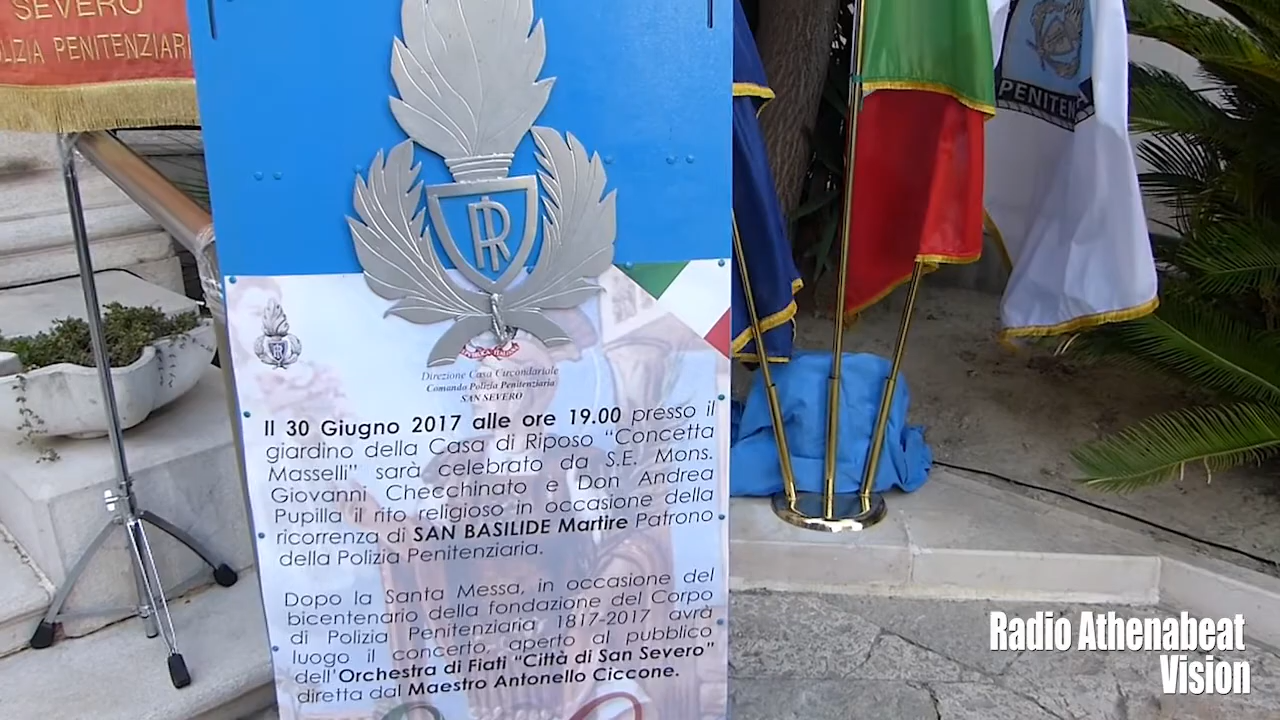 SEVERO
POLIZIA PENITENZIARI
RI
PENITEN
Direzione Casa Circondariale
Comando Polizia Penitenziaria
SAN SEVERO
Il 30 Giugno 2017 alle ore 19.00 presso il
giardino della Casa di Riposo “Concetta
Masselli” sarà celebrato da S.E. Mons.
Giovanni Checchinato e Don Andrea
Pupilla il rito religioso in occasione della
ricorrenza di SAN BASILIDE Martire Patrono
della Polizia Penitenziaria.
Dopo la Santa Messa, in occasione del
bicentenario della fondazione del Corpo
di Polizia Penitenziaria 1817-2017 avrà
luogo il concerto, aperto al pubblico
dell’Orchestra di Fiati “Città di San Severo”
diretta dal Maestro Antonello Ciccone.
Radio Athenabeat
Vision